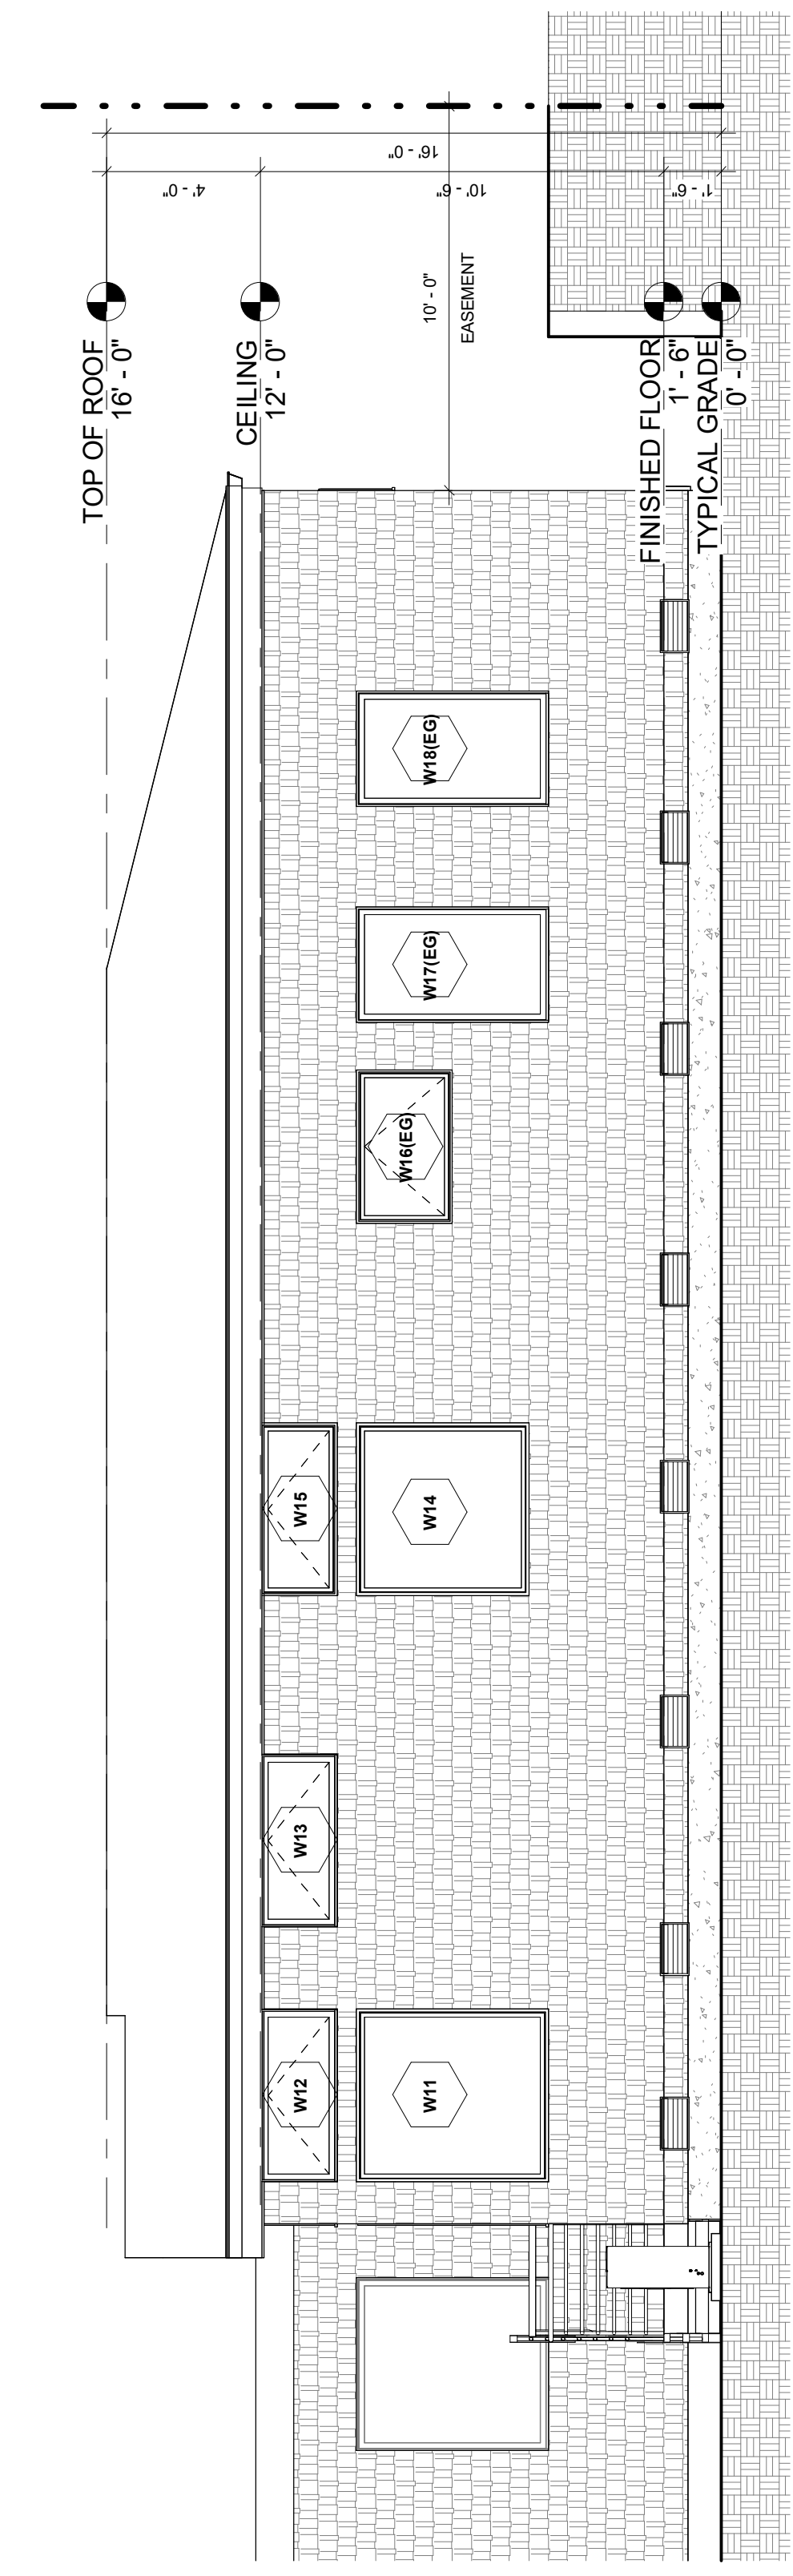 TOP OF ROOF
16' - 0"
CEILING
12' - 0"
FINISHED FLOOR
1' - 6"
TYPICAL GRADE
0' - 0"
4' - 0"
10' - 6"
1' - 6"
16' - 0"
10' - 0"
EASEMENT
W12
W13
W15
W11
W14
W16(EG)
W17(EG)
W18(EG)